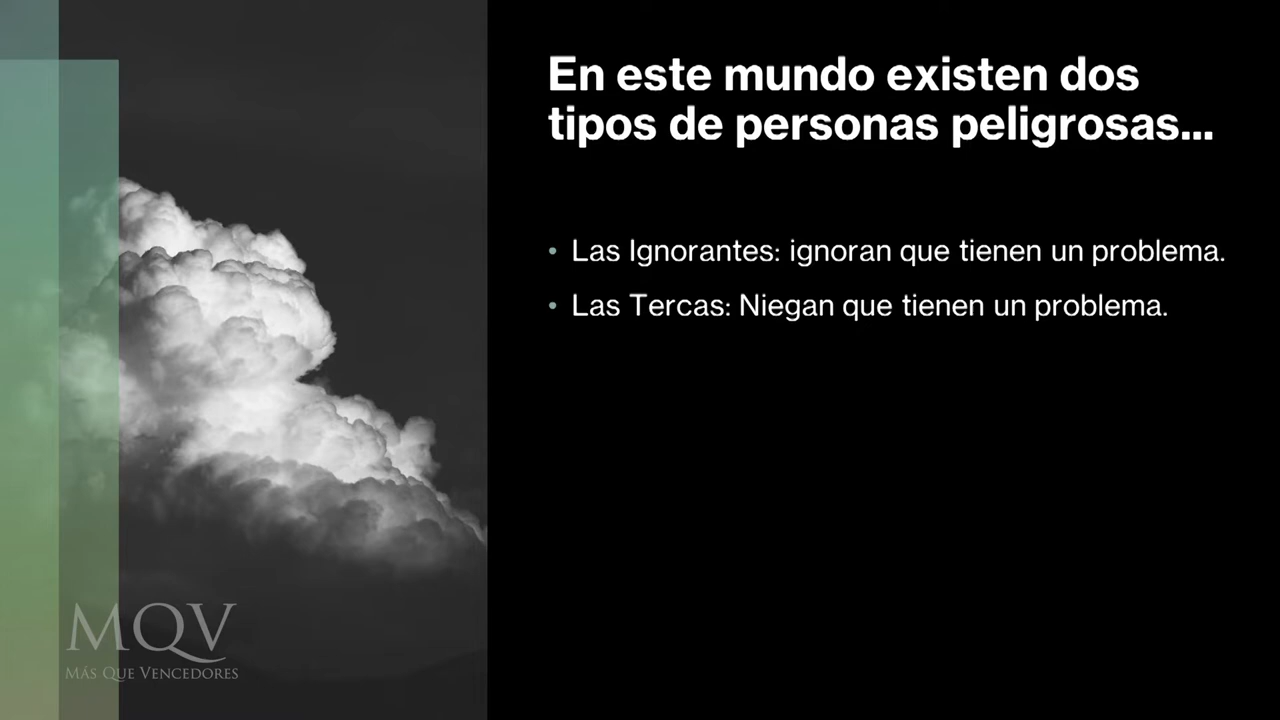 En este mundo existen dos
tipos de personas peligrosas...
• Las Ignorantes: ignoran que tienen un problema.
• Las Tercas: Niegan que tienen un problema.
MQV
MÁS QUE VENCEDORES